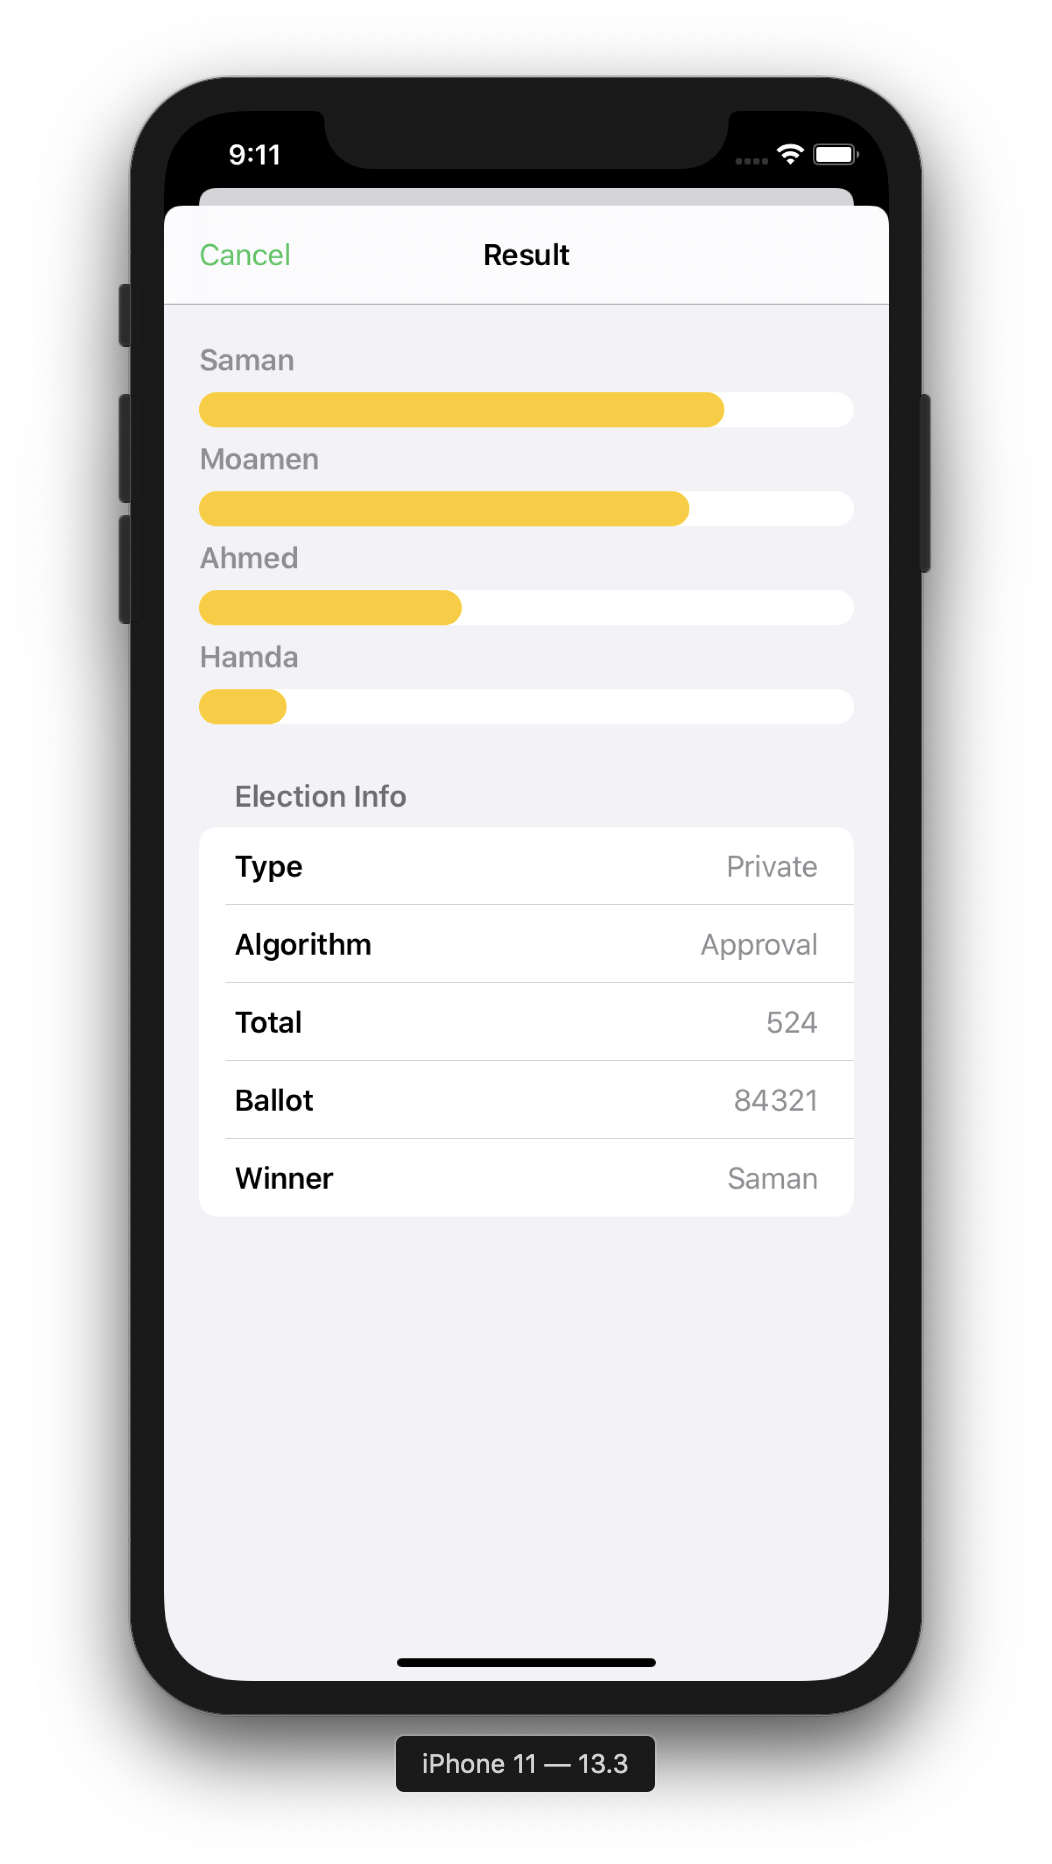 9:11
Cancel
Result
Saman
Moamen
Ahmed
Hamda
Election Info
Type Private
Algorithm Approval
Total 524
Ballot 84321
Winner Saman
iPhone 11 — 13.3